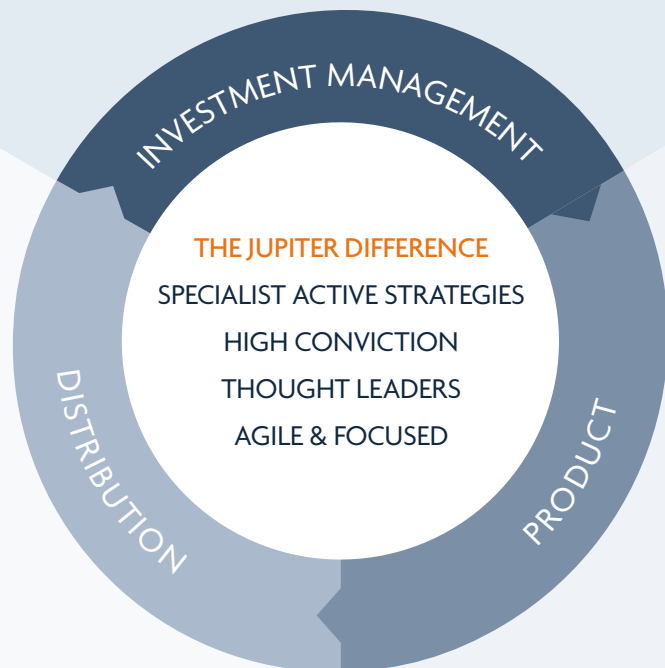 INVESTMENT MANAGEMENT
THE JUPITER DIFFERENCE
SPECIALIST ACTIVE STRATEGIES
HIGH CONVICTION
THOUGHT LEADERS
AGILE & FOCUSED
DISTRIBUTION
PRODUCT